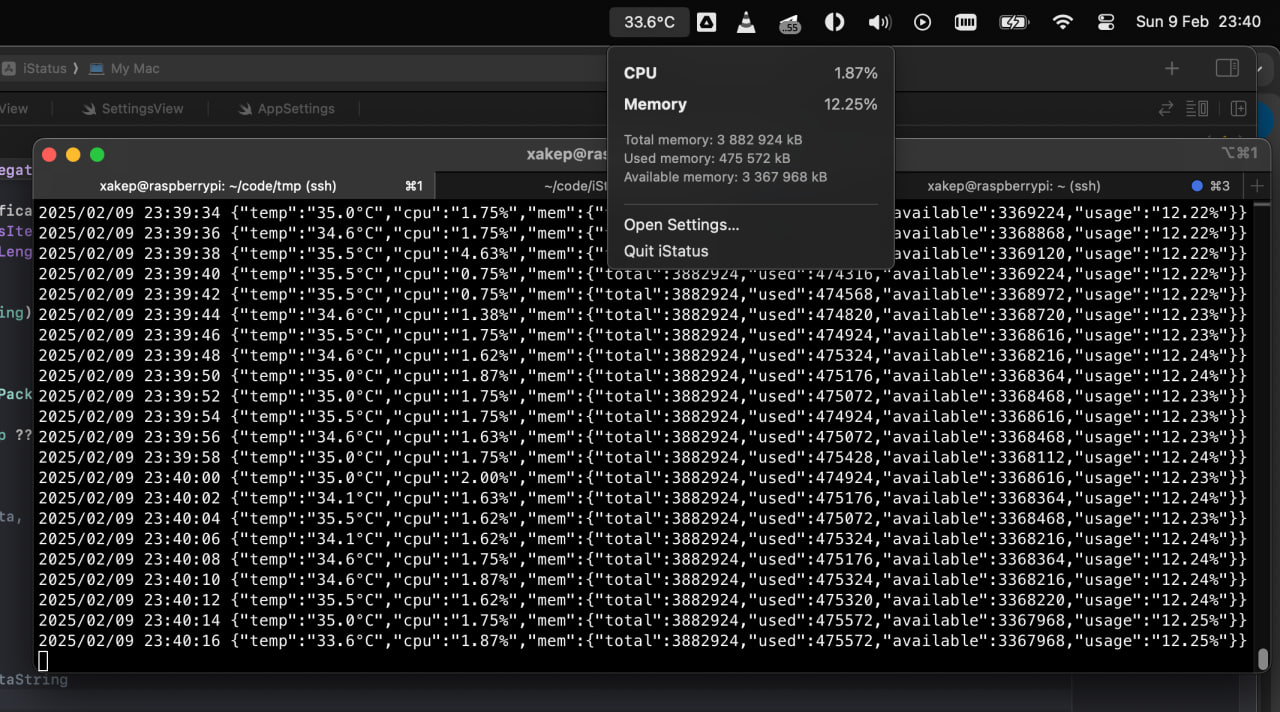 33.6°C
.55
Sun 9 Feb 23:40
iStatus ❯ My Mac
View
SettingsView
AppSettings
CPU 1.87%
Memory 12.25%
Total memory: 3 882 924 kB
Used memory: 475 572 kB
Available memory: 3 367 968 kB
Open Settings...
Quit iStatus
xakep@ras
⌥⌘1
xakep@raspberrypi: ~/code/tmp (ssh) ⌘1
~/code/iSt
xakep@raspberrypi: ~ (ssh) ⌘3
egat
fica
sIte
Leng
ing)
Pack
p ??
ta,
taString
2025/02/09 23:39:34 {"temp":"35.0°C","cpu":"1.75%","mem":{" available":3369224,"usage":"12.22%"}}
2025/02/09 23:39:36 {"temp":"34.6°C","cpu":"1.75%","mem":{" available":3368868,"usage":"12.23%"}}
2025/02/09 23:39:38 {"temp":"35.5°C","cpu":"4.63%","mem":{" available":3369120,"usage":"12.22%"}}
2025/02/09 23:39:40 {"temp":"35.5°C","cpu":"0.75%","mem":{"total":3882924,"used":474316,"available":3369224,"usage":"12.22%"}}
2025/02/09 23:39:42 {"temp":"35.5°C","cpu":"0.75%","mem":{"total":3882924,"used":474568,"available":3368972,"usage":"12.22%"}}
2025/02/09 23:39:44 {"temp":"34.6°C","cpu":"1.38%","mem":{"total":3882924,"used":474820,"available":3368720,"usage":"12.23%"}}
2025/02/09 23:39:46 {"temp":"35.5°C","cpu":"1.75%","mem":{"total":3882924,"used":474924,"available":3368616,"usage":"12.23%"}}
2025/02/09 23:39:48 {"temp":"34.6°C","cpu":"1.62%","mem":{"total":3882924,"used":475324,"available":3368216,"usage":"12.24%"}}
2025/02/09 23:39:50 {"temp":"35.0°C","cpu":"1.87%","mem":{"total":3882924,"used":475176,"available":3368364,"usage":"12.24%"}}
2025/02/09 23:39:52 {"temp":"35.0°C","cpu":"1.75%","mem":{"total":3882924,"used":475072,"available":3368468,"usage":"12.23%"}}
2025/02/09 23:39:54 {"temp":"35.0°C","cpu":"1.75%","mem":{"total":3882924,"used":474924,"available":3368616,"usage":"12.23%"}}
2025/02/09 23:39:56 {"temp":"34.6°C","cpu":"1.63%","mem":{"total":3882924,"used":475072,"available":3368468,"usage":"12.23%"}}
2025/02/09 23:39:58 {"temp":"35.0°C","cpu":"1.75%","mem":{"total":3882924,"used":475428,"available":3368112,"usage":"12.24%"}}
2025/02/09 23:40:00 {"temp":"35.0°C","cpu":"2.00%","mem":{"total":3882924,"used":474924,"available":3368616,"usage":"12.23%"}}
2025/02/09 23:40:02 {"temp":"34.1°C","cpu":"1.63%","mem":{"total":3882924,"used":475176,"available":3368364,"usage":"12.24%"}}
2025/02/09 23:40:04 {"temp":"35.5°C","cpu":"1.62%","mem":{"total":3882924,"used":475072,"available":3368468,"usage":"12.23%"}}
2025/02/09 23:40:06 {"temp":"34.1°C","cpu":"1.62%","mem":{"total":3882924,"used":475324,"available":3368216,"usage":"12.24%"}}
2025/02/09 23:40:08 {"temp":"34.6°C","cpu":"1.75%","mem":{"total":3882924,"used":475176,"available":3368364,"usage":"12.24%"}}
2025/02/09 23:40:10 {"temp":"34.6°C","cpu":"1.87%","mem":{"total":3882924,"used":475324,"available":3368216,"usage":"12.24%"}}
2025/02/09 23:40:12 {"temp":"35.5°C","cpu":"1.62%","mem":{"total":3882924,"used":475320,"available":3368220,"usage":"12.24%"}}
2025/02/09 23:40:14 {"temp":"35.0°C","cpu":"1.75%","mem":{"total":3882924,"used":475572,"available":3367968,"usage":"12.25%"}}
2025/02/09 23:40:16 {"temp":"33.6°C","cpu":"1.87%","mem":{"total":3882924,"used":475572,"available":3367968,"usage":"12.25%"}}